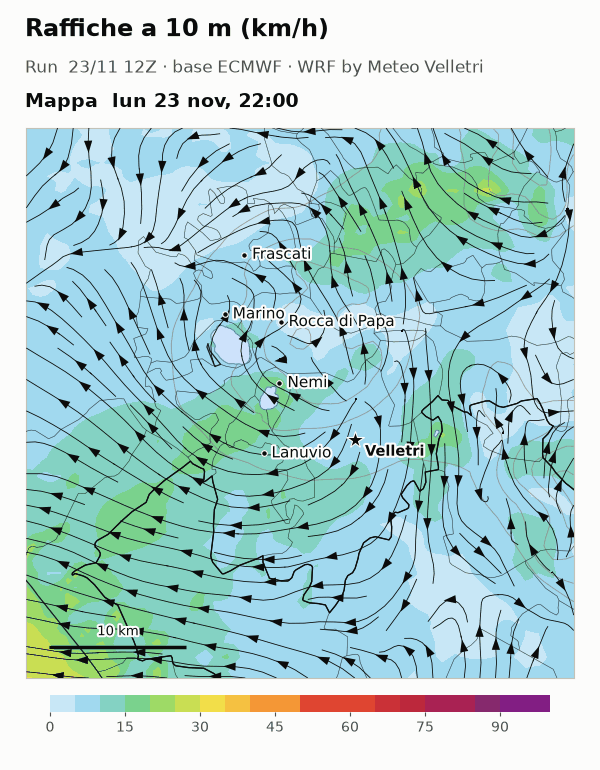 Raffiche a 10 m (km/h)
Run  23/11 12Z · base ECMWF · WRF by Meteo Velletri
Mappa  lun 23 nov, 22:00
Frascati
Marino
Rocca di Papa
Nemi
Velletri
Lanuvio
10 km
0 15 30 45 60 75 90